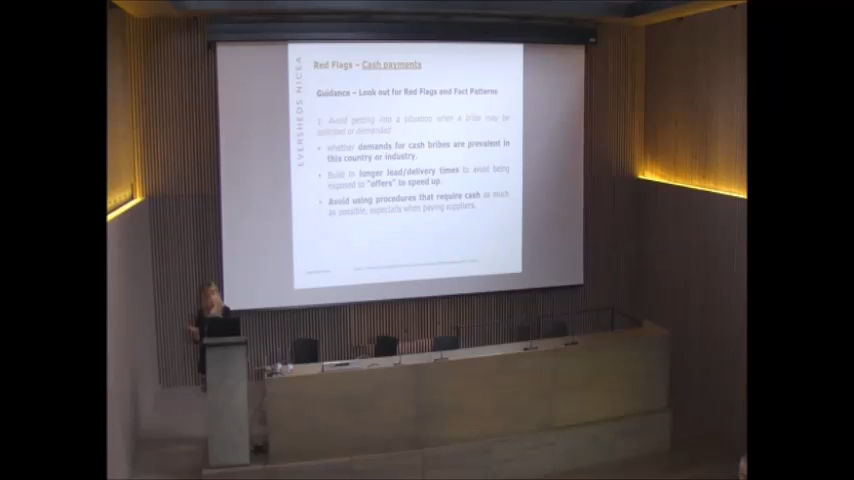 EVERSHEDS NICEA
Red Flags – Cash payments
Guidance – Look out for Red Flags and Fact Patterns
1. Avoid getting into a situation when a bribe may be
solicited or demanded
• whether demands for cash bribes are prevalent in
this country or industry.
• Build in longer lead/delivery times to avoid being
exposed to "offers" to speed up.
• Avoid using procedures that require cash as much
as possible, especially when paying suppliers.